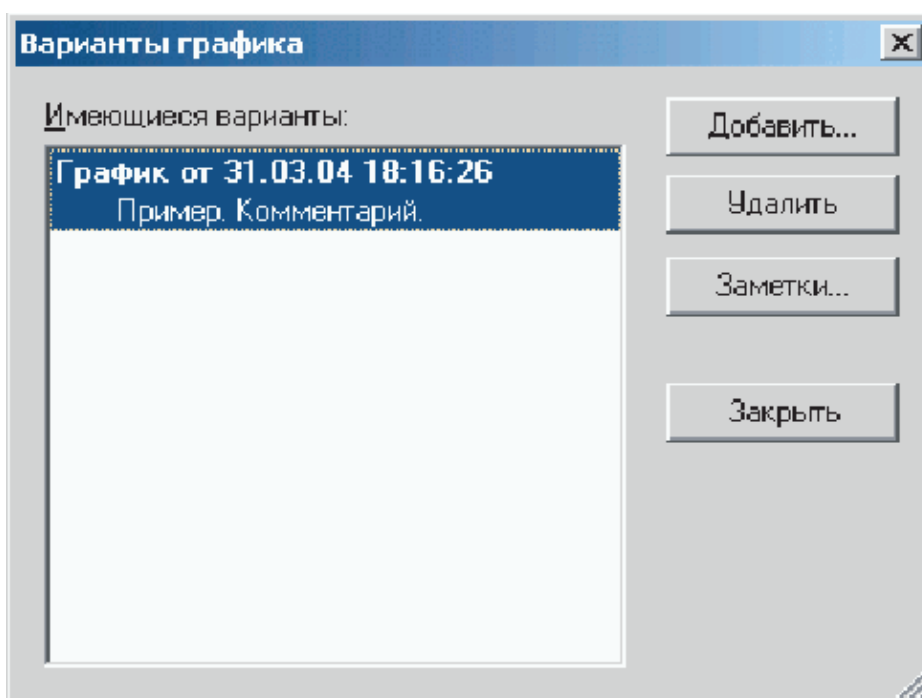 Варианты графика
Имеющиеся варианты:
График от 31.03.04 18:16:26
Пример. Комментарий.
Добавить...
Удалить
Заметки...
Закрыть